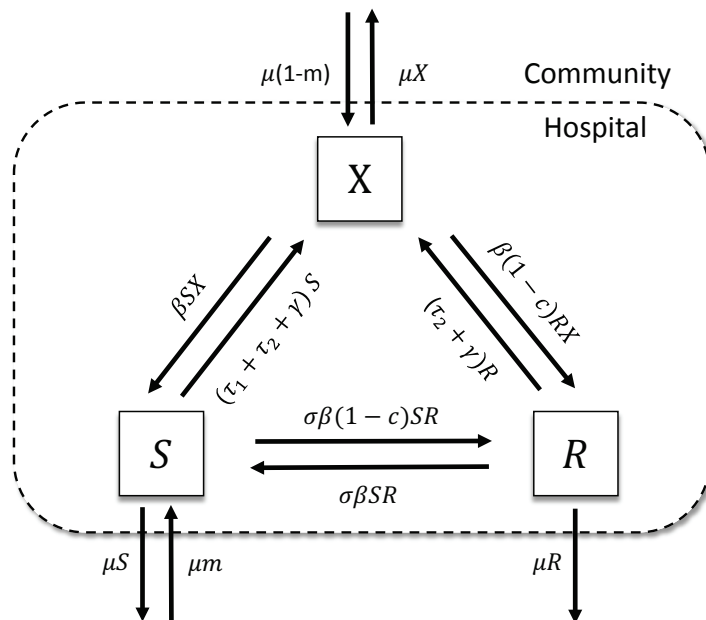 μ(1-m)
μX
Community
Hospital
X
βSX
(τ₁ + τ₂ + γ)S
(τ₂ + γ)R
β(1 − c)RX
S
σβ(1 − c)SR
σβSR
R
μS
μm
μR